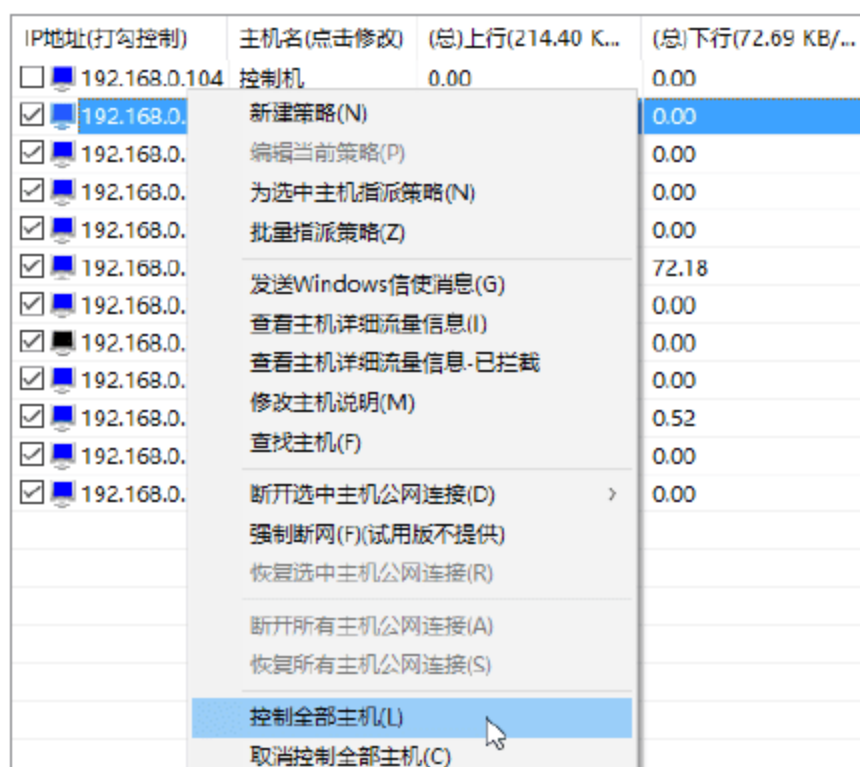 IP地址(打勾控制) 主机名(点击修改) (总)上行(214.40 K... (总)下行(72.69 KB/...
192.168.0.104 控制机 0.00 0.00
192.168.0. 0.00
192.168.0. 0.00
192.168.0. 0.00
192.168.0. 0.00
192.168.0. 72.18
192.168.0. 0.00
192.168.0. 0.00
192.168.0. 0.00
192.168.0. 0.52
192.168.0. 0.00
192.168.0. 0.00
新建策略(N)
编辑当前策略(P)
为选中主机指派策略(N)
批量指派策略(Z)
发送Windows信使消息(G)
查看主机详细流量信息(I)
查看主机详细流量信息-已拦截
修改主机说明(M)
查找主机(F)
断开选中主机公网连接(D)
强制断网(F)(试用版不提供)
恢复选中主机公网连接(R)
断开所有主机公网连接(A)
恢复所有主机公网连接(S)
控制全部主机(L)
取消控制全部主机(C)